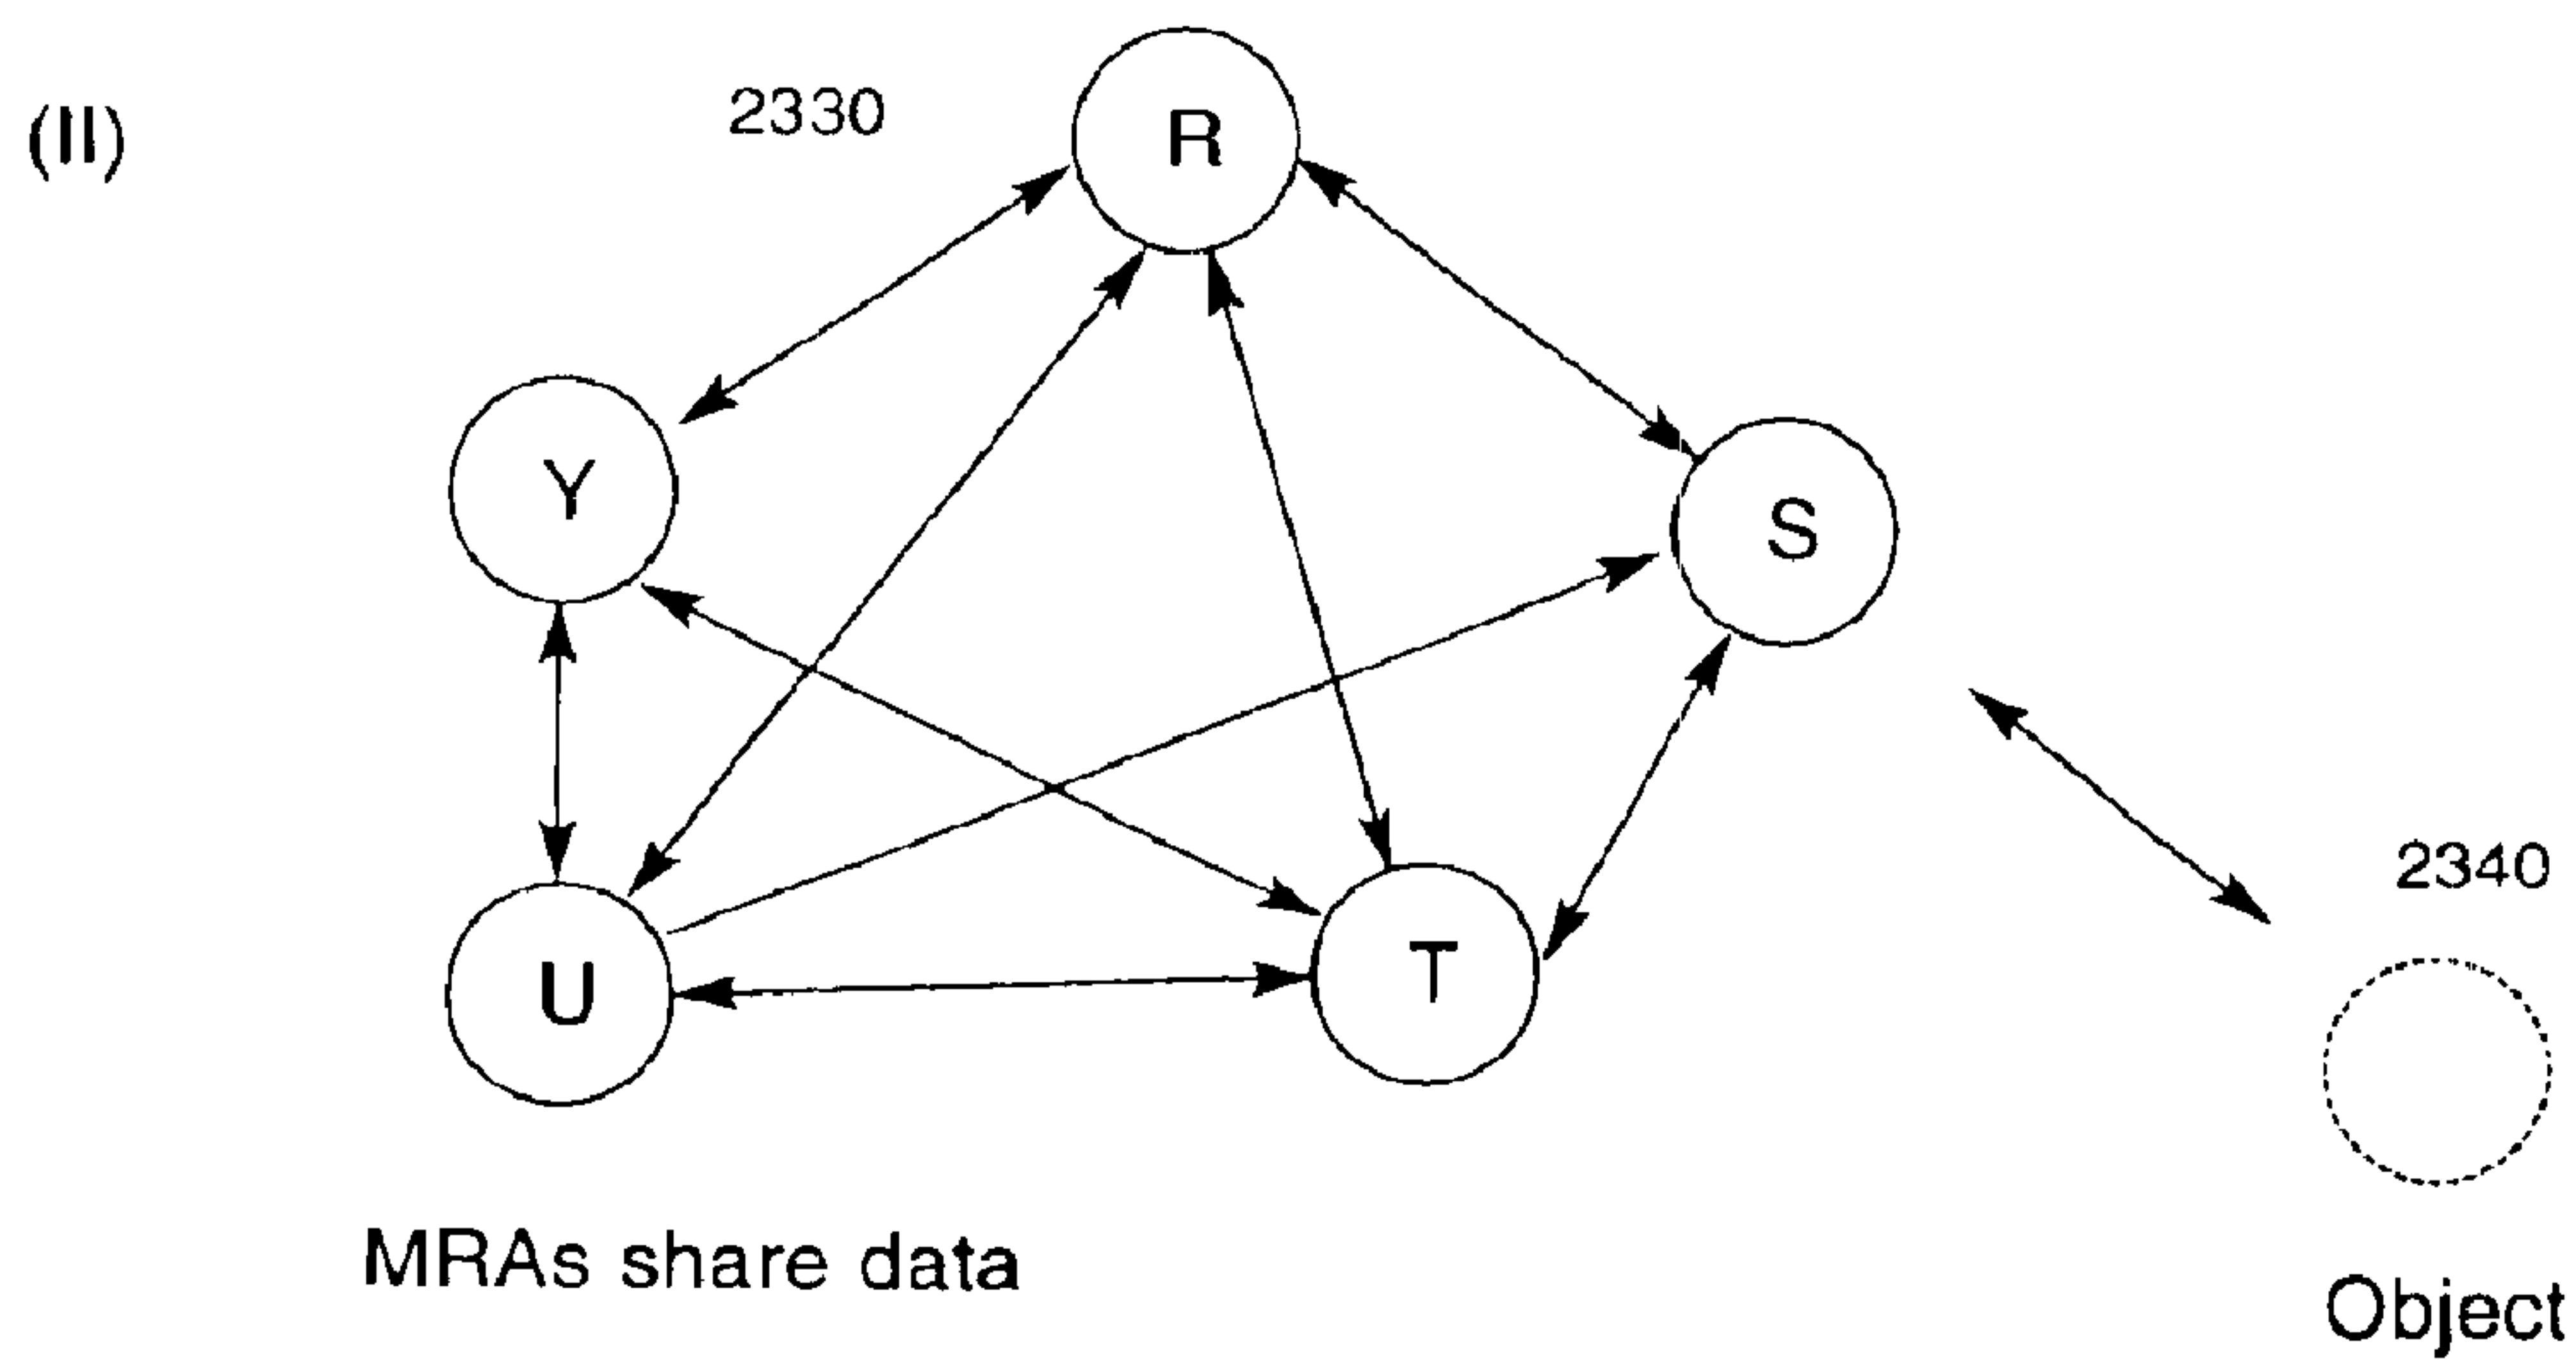 (II)
2330
R
Y
S
2340
U
T
MRAs share data
Object